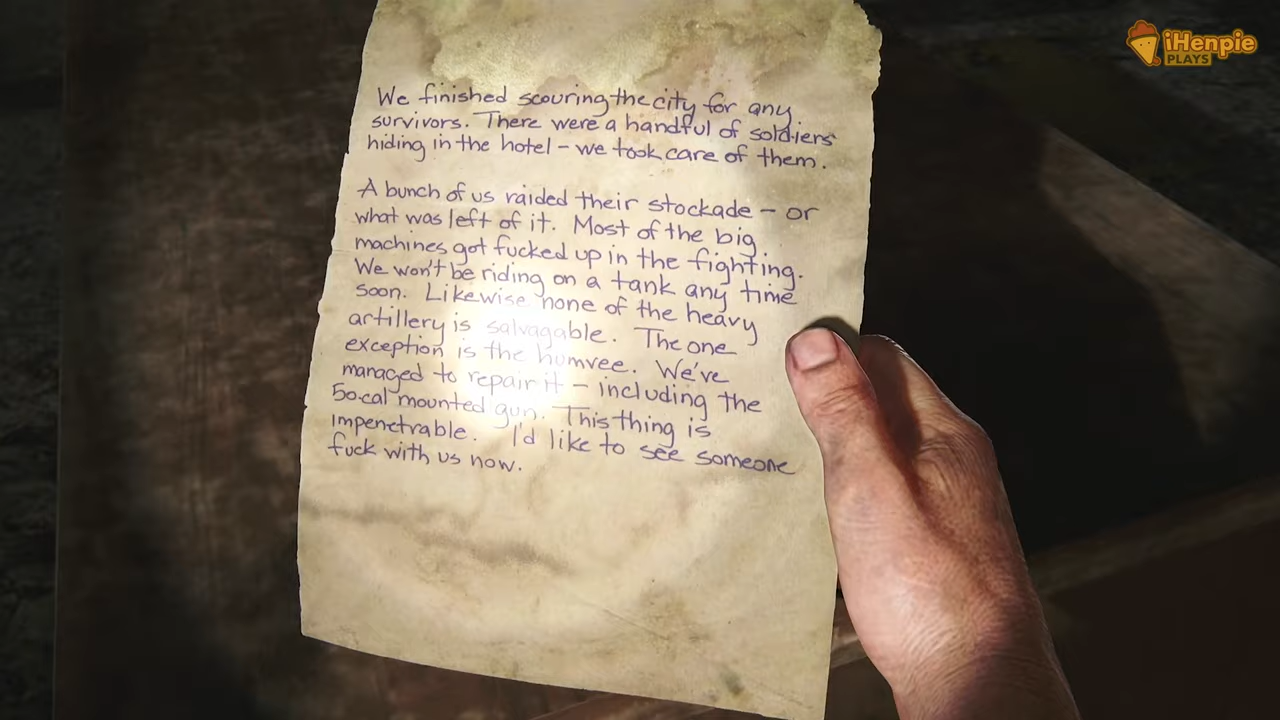 iHenpie
PLAYS
We finished scouring the city for any
survivors. There were a handful of soldiers
hiding in the hotel - we took care of them.
A bunch of us raided their stockade - or
what was left of it. Most of the big
machines got fucked up in the fighting.
We won't be riding on a tank any time
soon. Likewise none of the heavy
artillery is salvagable. The one
exception is the humvee. We've
managed to repair it - including the
50.cal mounted gun. This thing is
impenetrable. I'd like to see someone
fuck with us now.